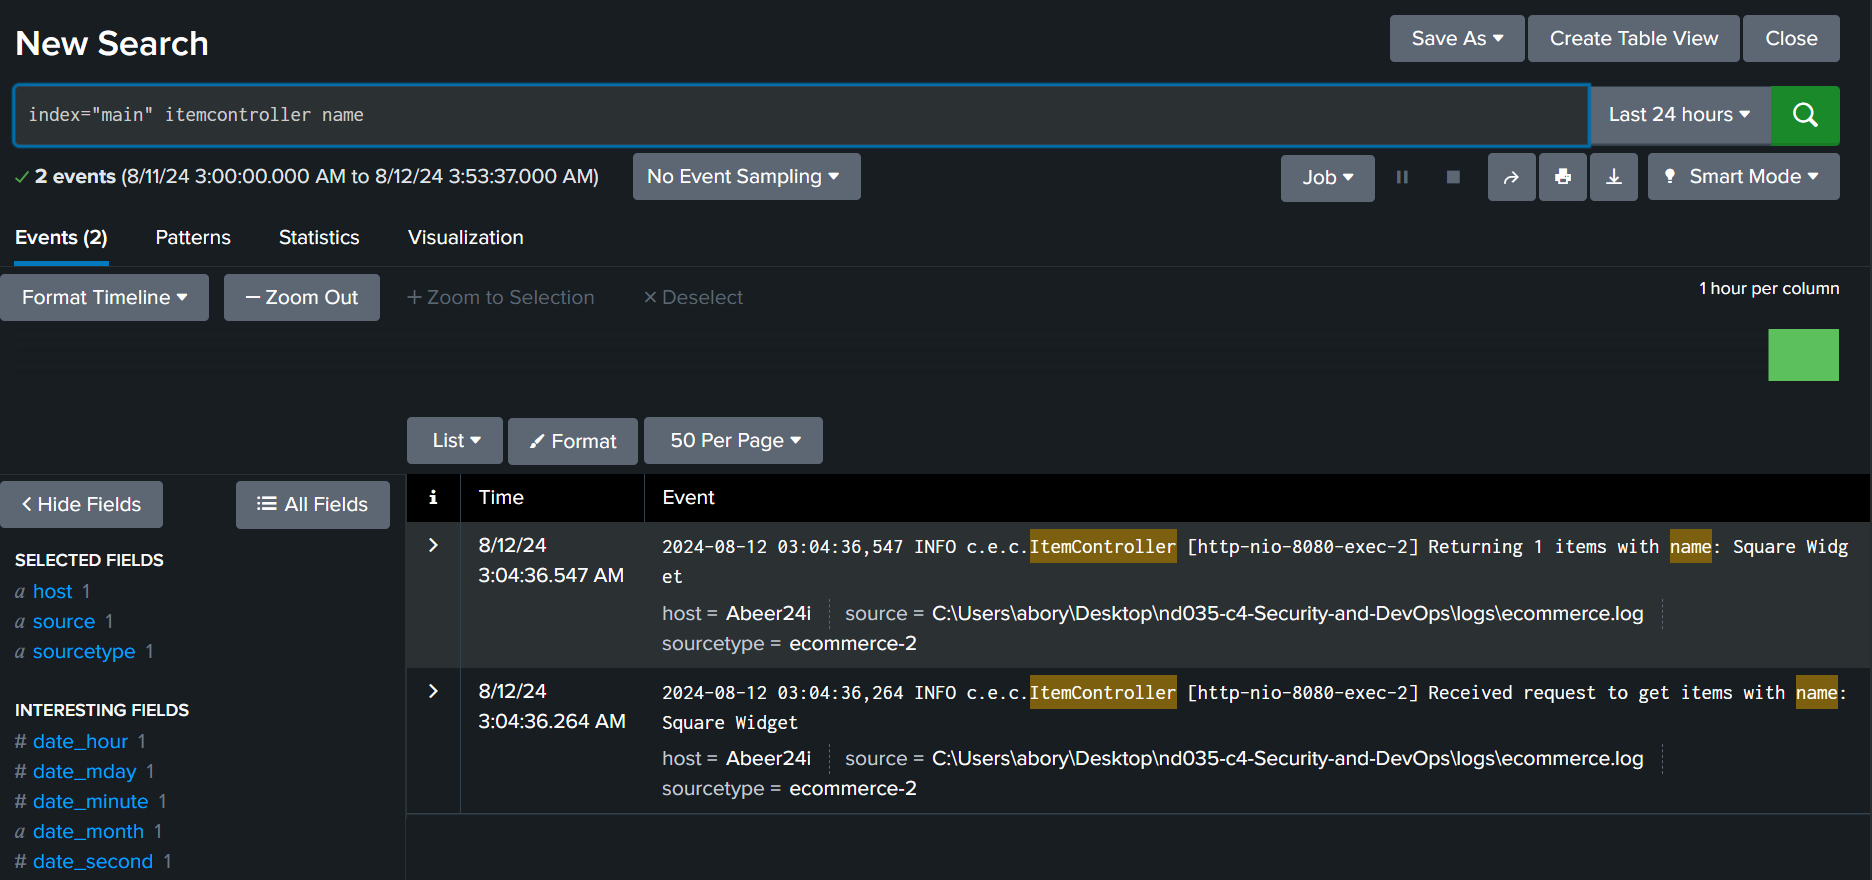 New Search
Save As
Create Table View
Close
index="main" itemcontroller name
Last 24 hours
2 events (8/11/24 3:00:00.000 AM to 8/12/24 3:53:37.000 AM)
No Event Sampling
Job
Smart Mode
Events (2)
Patterns
Statistics
Visualization
Format Timeline
— Zoom Out
+ Zoom to Selection
× Deselect
1 hour per column
List
Format
50 Per Page
< Hide Fields
All Fields
i
Time
Event
SELECTED FIELDS
a host 1
a source 1
a sourcetype 1
INTERESTING FIELDS
# date_hour 1
# date_mday 1
# date_minute 1
a date_month 1
# date_second 1
8/12/24
3:04:36.547 AM
2024-08-12 03:04:36,547 INFO c.e.c.ItemController [http-nio-8080-exec-2] Returning 1 items with name: Square Widg
et
host = Abeer24i
source = C:\Users\abory\Desktop\nd035-c4-Security-and-DevOps\logs\ecommerce.log
sourcetype = ecommerce-2
8/12/24
3:04:36.264 AM
2024-08-12 03:04:36,264 INFO c.e.c.ItemController [http-nio-8080-exec-2] Received request to get items with name:
Square Widget
host = Abeer24i
source = C:\Users\abory\Desktop\nd035-c4-Security-and-DevOps\logs\ecommerce.log
sourcetype = ecommerce-2